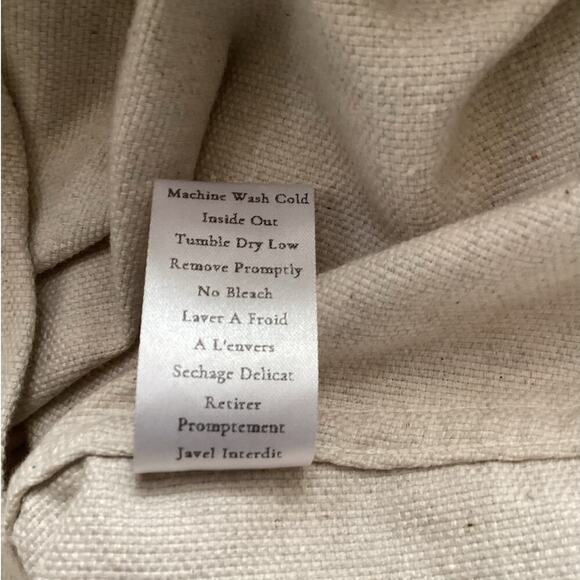 Machine Wash Cold
Inside Out
Tumble Dry Low
Remove Promptly
No Bleach
Laver A Froid
A L'envers
Sechage Delicat
Retirer
Promptement
Javel Interdit